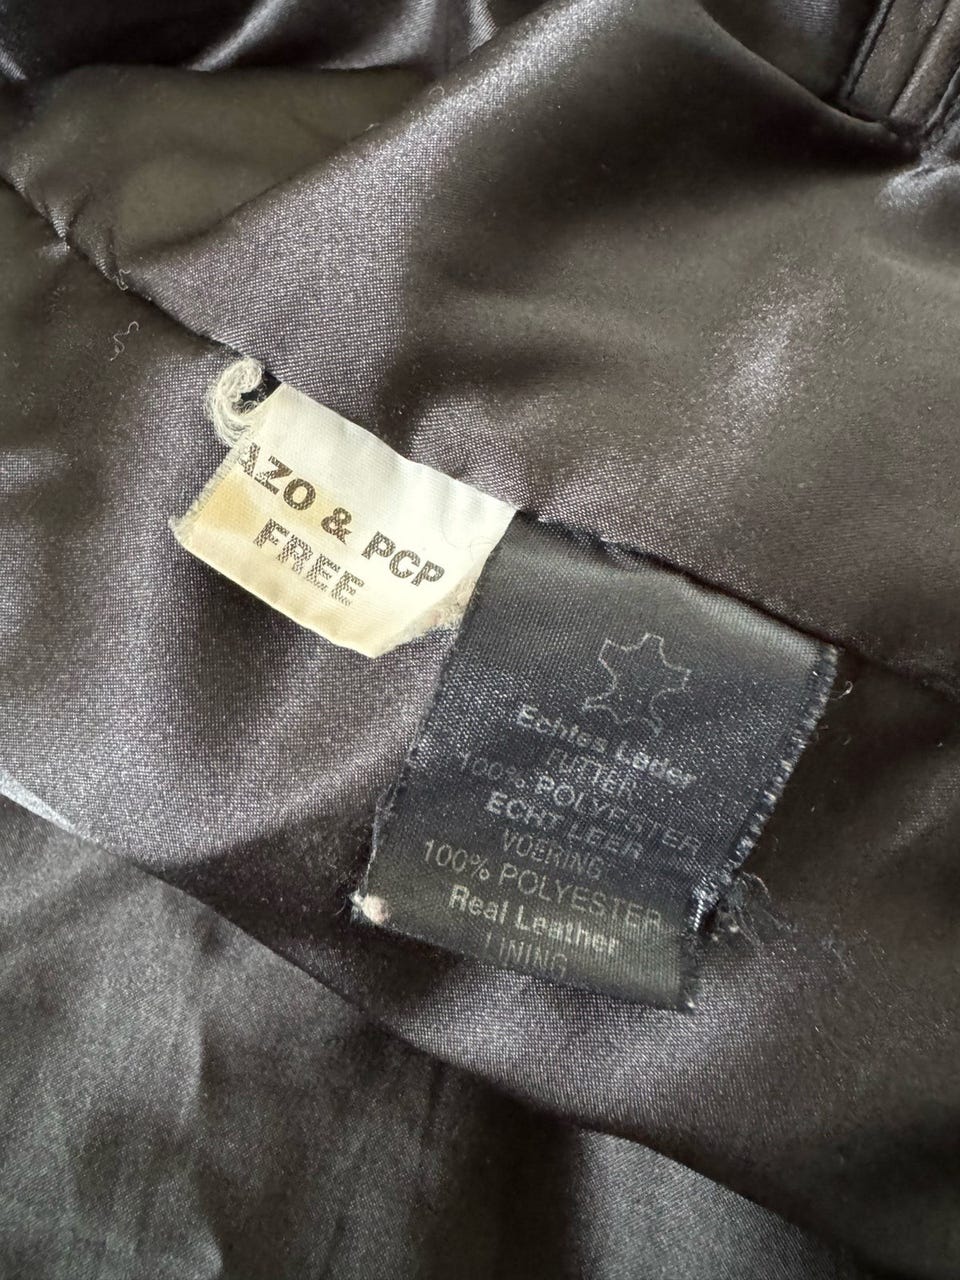 AZO & PCP
FREE
Echtes Leder
FUTTER
100% POLYESTER
ECHT LEER
VOERING
100% POLYESTER
Real Leather
LINING